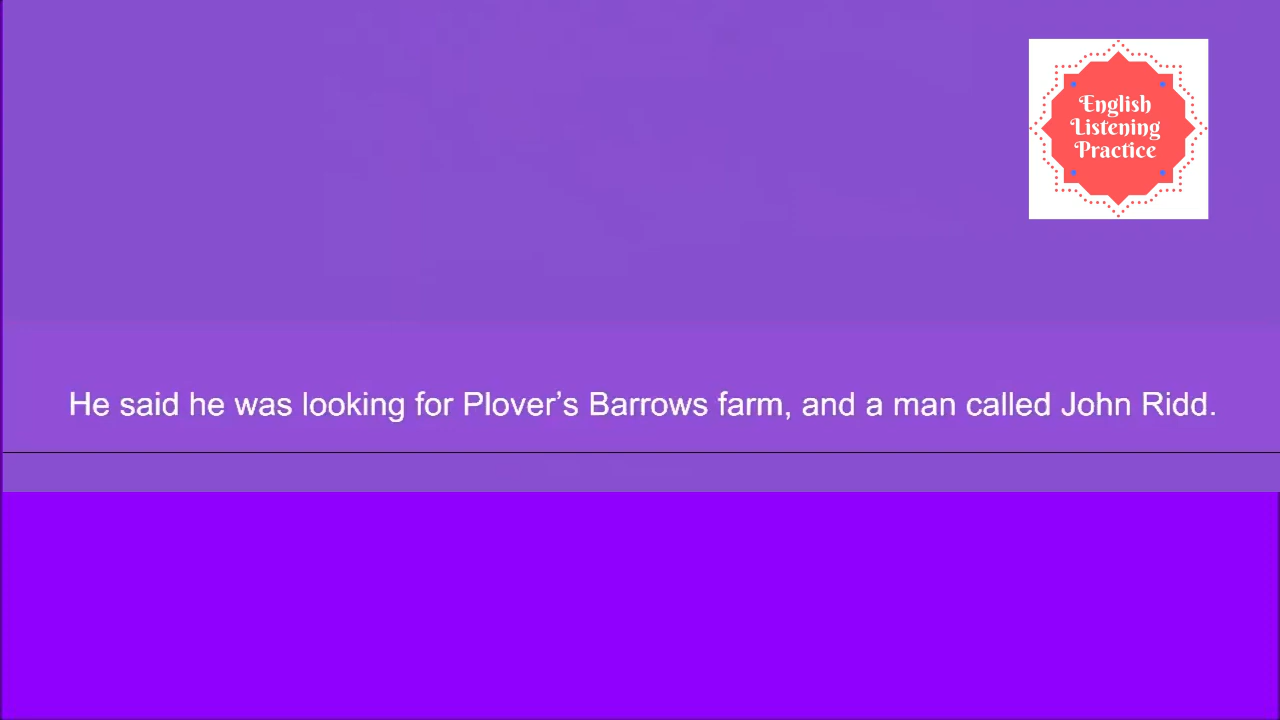 English
Listening
Practice
He said he was looking for Plover’s Barrows farm, and a man called John Ridd.